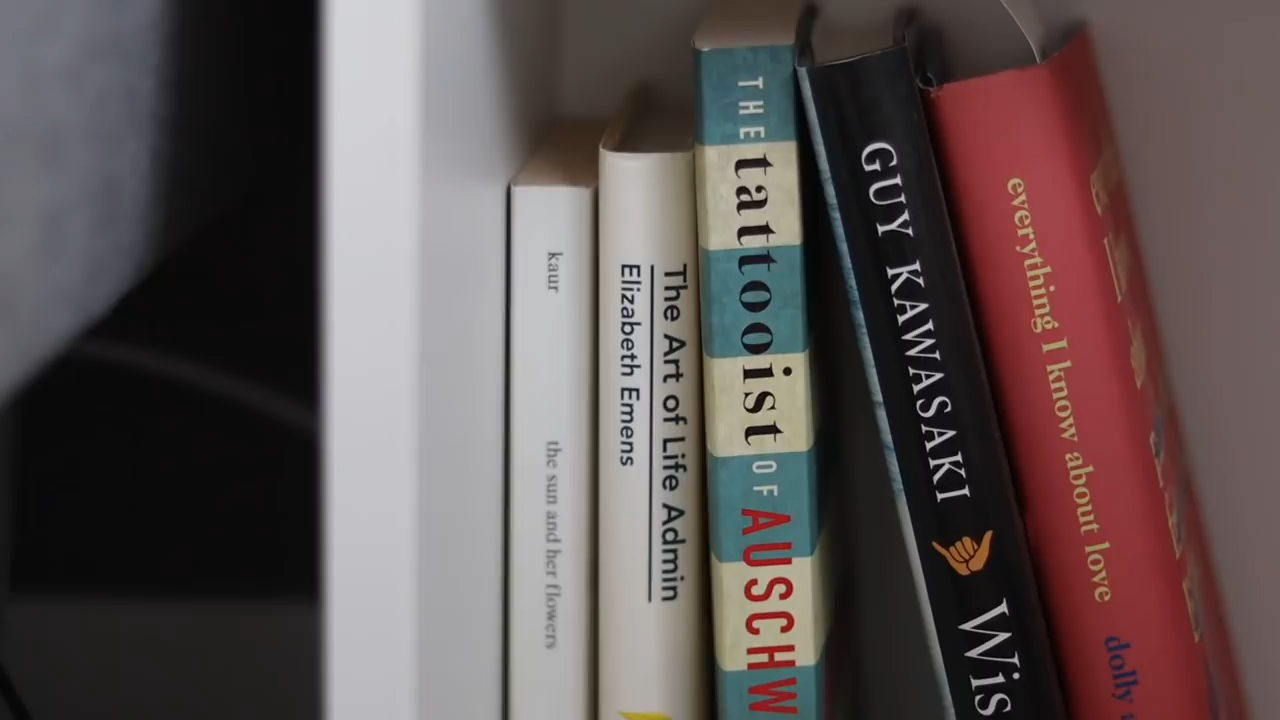 kaur
the sun and her flowers
The Art of Life Admin
Elizabeth Emens
THE tattooist OF AUSCHW
GUY KAWASAKI Wis
everything I know about love
dolly